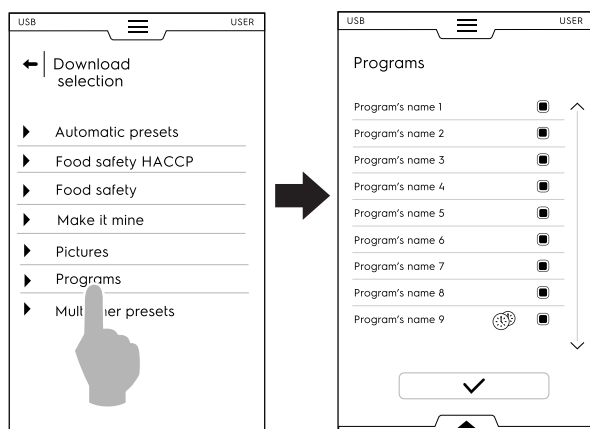 USB USER
Download
selection
Automatic presets
Food safety HACCP
Food safety
Make it mine
Pictures
Programs
presets
USB USER
Programs
Program's name 1
Program's name 2
Program's name 3
Program's name 4
Program's name 5
Program's name 6
Program's name 7
Program's name 8
Program's name 9